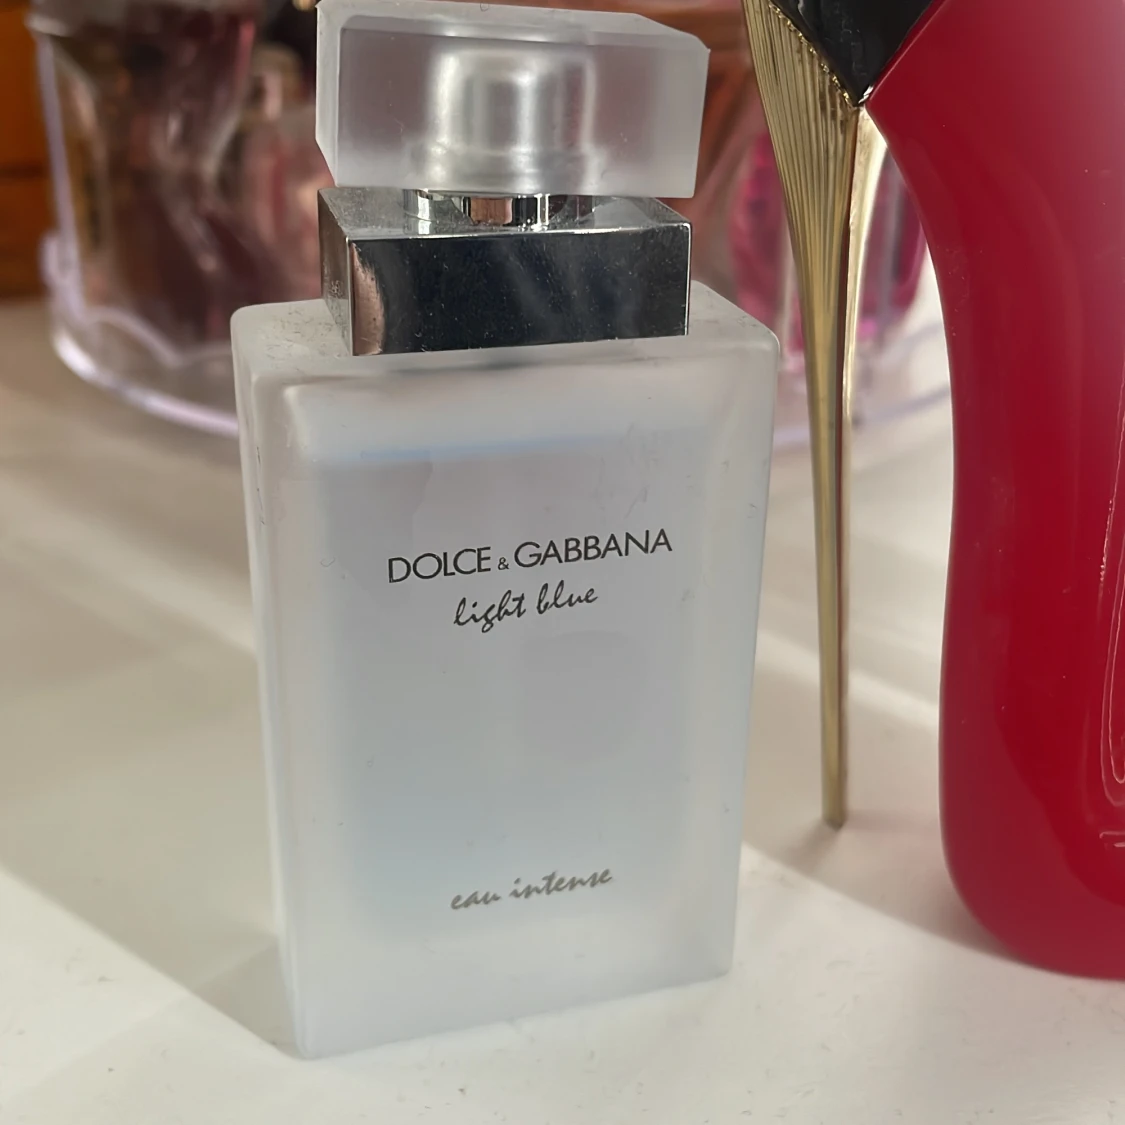 DOLCE & GABBANA
light blue
eau intense